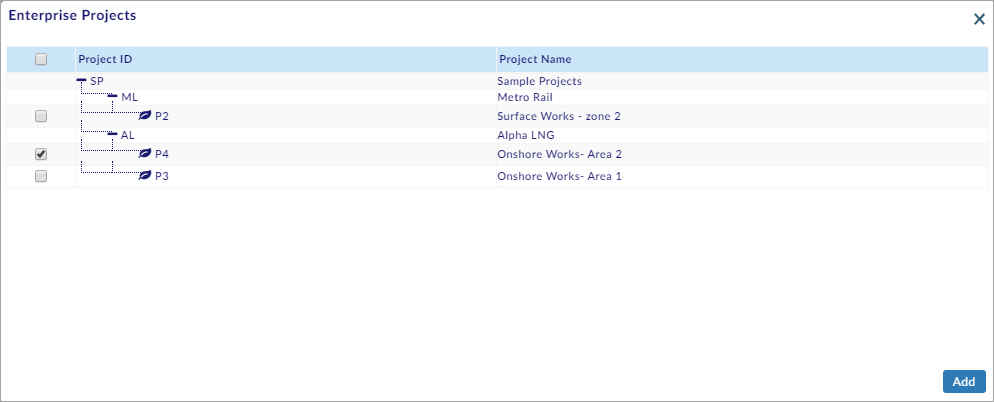 Enterprise Projects
Project ID Project Name
SP Sample Projects
ML Metro Rail
P2 Surface Works - zone 2
AL Alpha LNG
P4 Onshore Works- Area 2
P3 Onshore Works- Area 1
Add